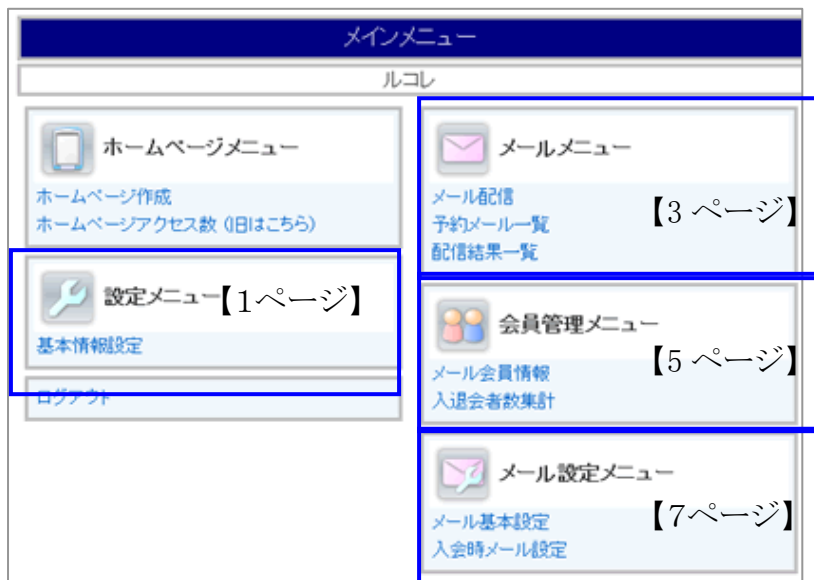 メインメニュー
ルコレ
ホームページメニュー
ホームページ作成
ホームページアクセス数 (旧はこちら)
設定メニュー【1ページ】
基本情報設定
ログアウト
メールメニュー
メール配信
予約メール一覧
配信結果一覧
【3 ページ】
会員管理メニュー
メール会員情報
入退会者数集計
【5 ページ】
メール設定メニュー
メール基本設定
入会時メール設定
【7ページ】